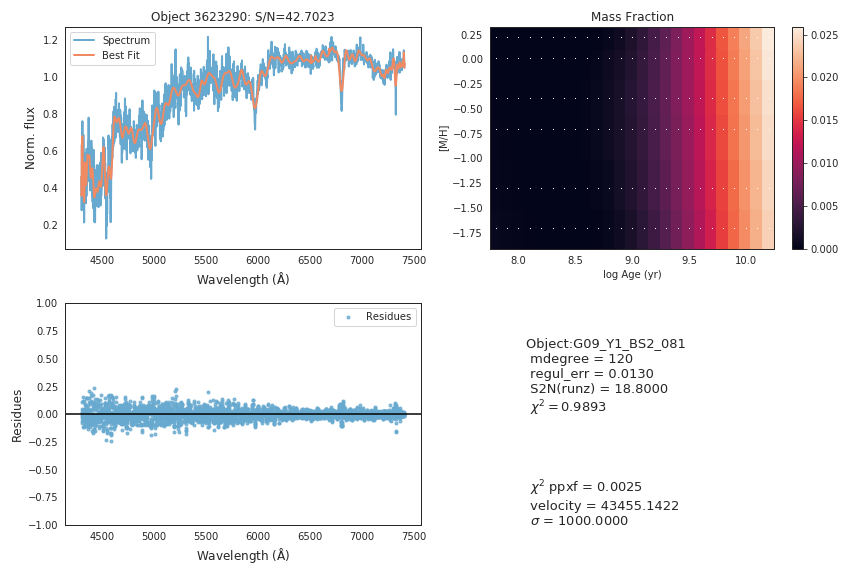 Object 3623290: S/N=42.7023
Norm. flux
1.2
1.0
0.8
0.6
0.4
0.2
Spectrum
Best Fit
4500 5000 5500 6000 6500 7000 7500
Wavelength (Å)
Mass Fraction
[M/H]
0.25
0.00
−0.25
−0.50
−0.75
−1.00
−1.25
−1.50
−1.75
8.0 8.5 9.0 9.5 10.0
log Age (yr)
0.025
0.020
0.015
0.010
0.005
0.000
Residues
1.00
0.75
0.50
0.25
0.00
−0.25
−0.50
−0.75
−1.00
Residues
4500 5000 5500 6000 6500 7000 7500
Wavelength (Å)
Object:G09_Y1_BS2_081
mdegree = 120
regul_err = 0.0130
S2N(runz) = 18.8000
χ² = 0.9893
χ² ppxf = 0.0025
velocity = 43455.1422
σ = 1000.0000